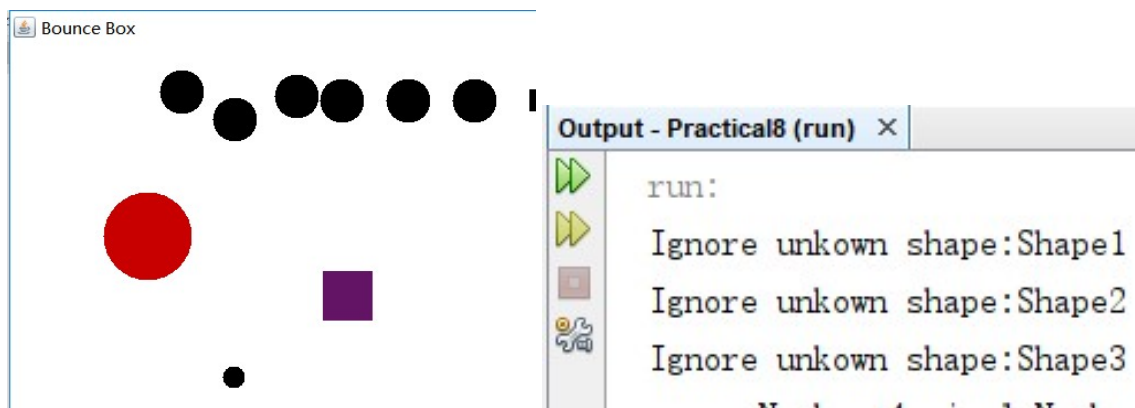 Bounce Box
Output - Practical8 (run)
run:
Ignore unkown shape:Shape1
Ignore unkown shape:Shape2
Ignore unkown shape:Shape3